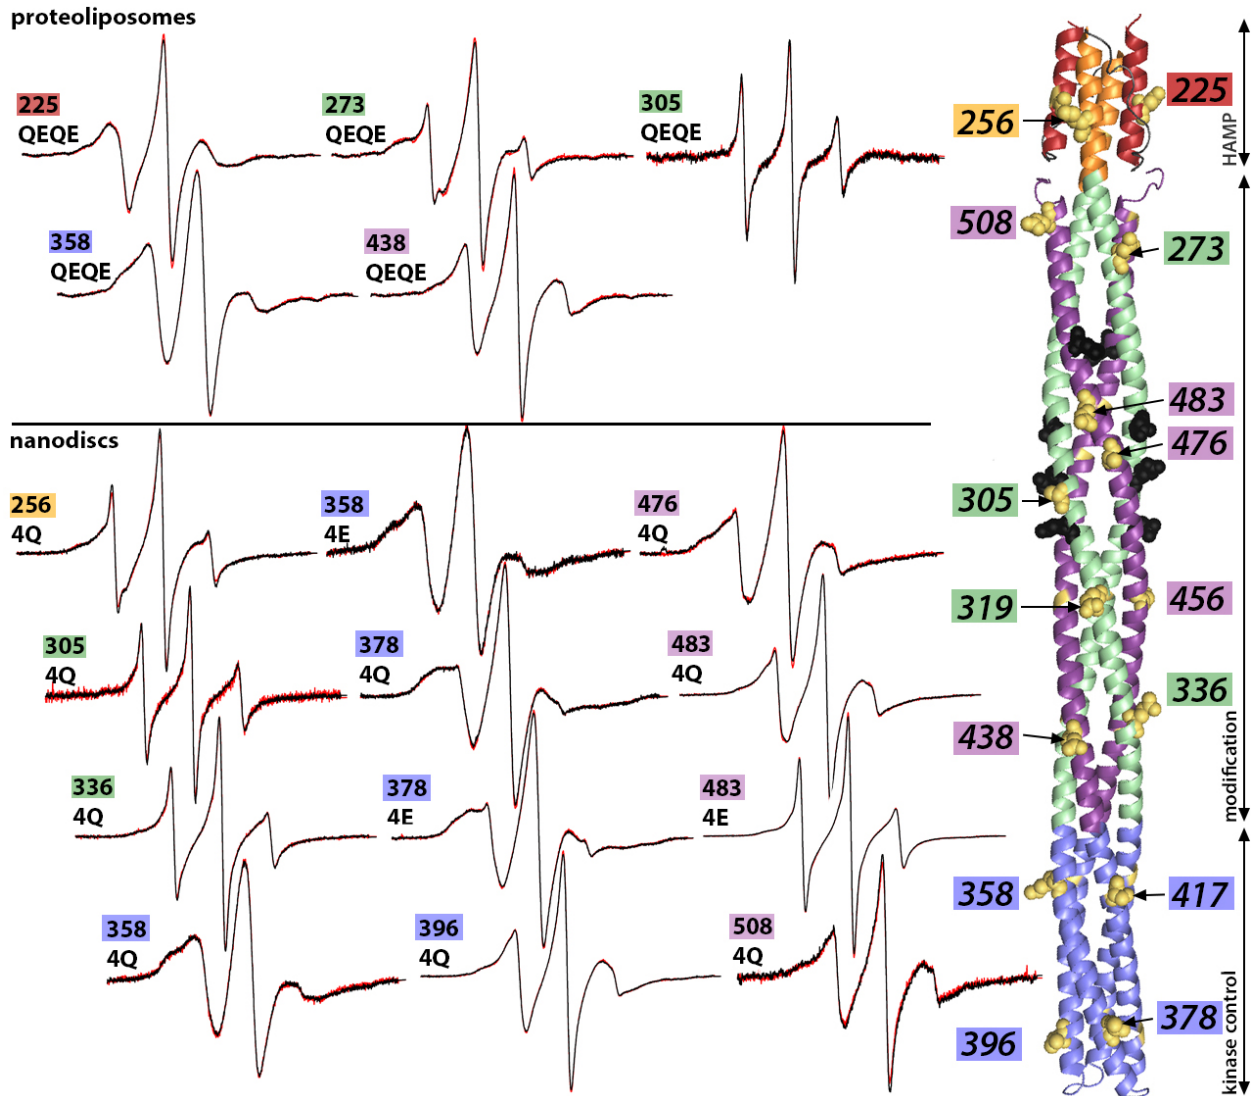 proteoliposomes
225
QEQE
273
QEQE
305
QEQE
358
QEQE
438
QEQE
nanodiscs
256
4Q
358
4E
476
4Q
305
4Q
378
4Q
483
4Q
336
4Q
378
4E
483
4E
358
4Q
396
4Q
508
4Q
225
256
508
273
483
476
305
319
456
336
438
358
417
378
396
HAMP
modification
kinase control